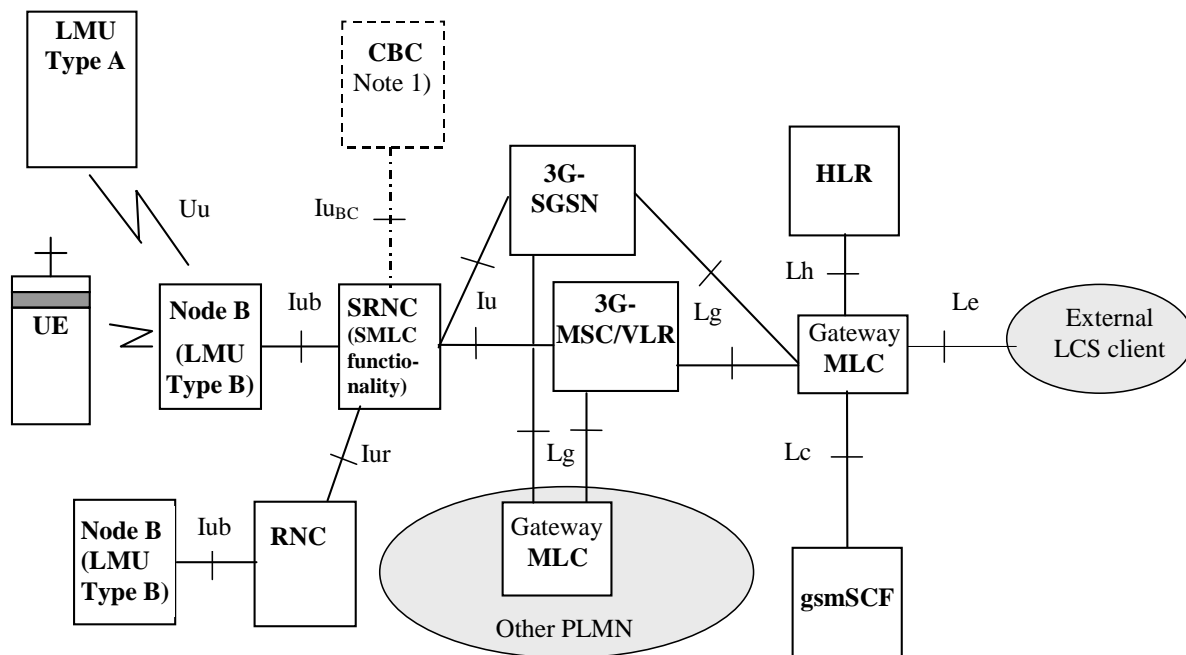 LMU
Type A
CBC
Note 1)
3G-
SGSN
HLR
Uu
Iu_BC
Lh
UE
Node B
(LMU
Type B)
Iub
SRNC
(SMLC
functio-
nality)
Iu
3G-
MSC/VLR
Lg
Gateway
MLC
Le
External
LCS client
Iur
Lg
Lc
Node B
(LMU
Type B)
Iub
RNC
Gateway
MLC
Other PLMN
gsmSCF